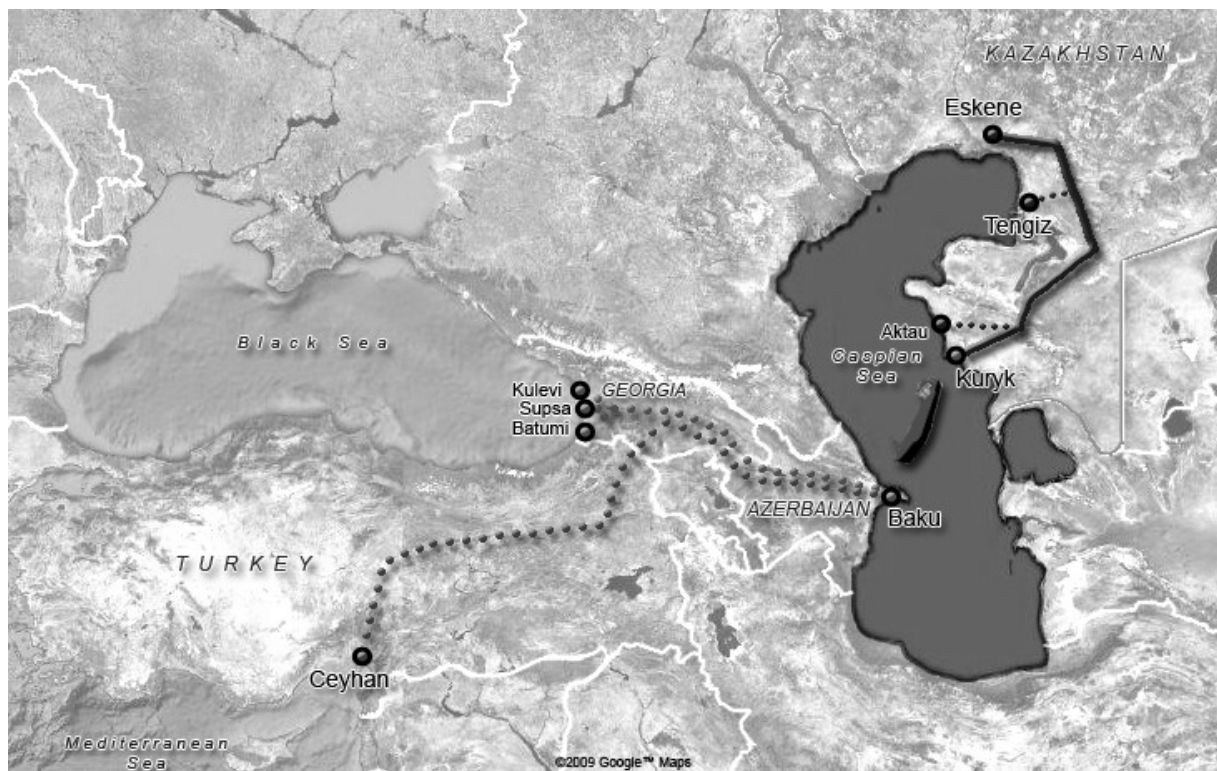 KAZAKHSTAN
Eskene
Tengiz
Aktau
Caspian
Sea
Kuryk
Black Sea
Kulevi
GEORGIA
Supsa
Batumi
AZERBAIJAN
Baku
TURKEY
Ceyhan
Mediterranean
Sea
©2009 Google™ Maps